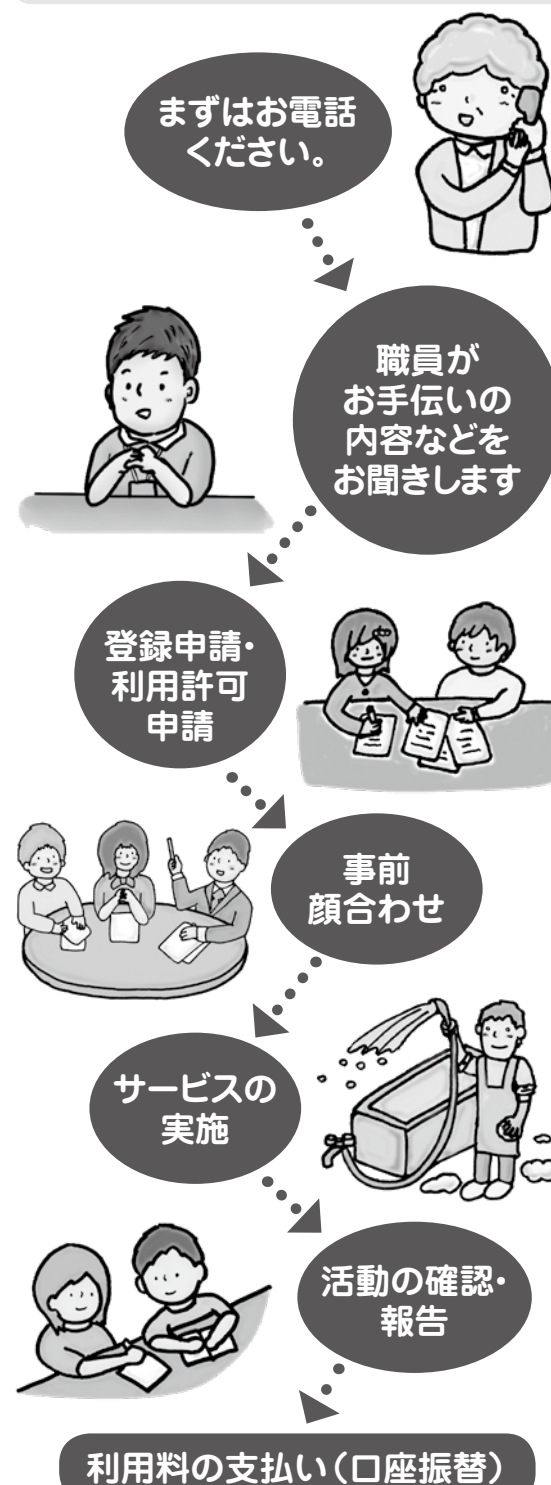 まずはお電話
ください。
職員が
お手伝いの
内容などを
お聞きします
登録申請・
利用許可
申請
事前
顔合わせ
サービスの
実施
活動の確認・
報告
利用料の支払い（口座振替）